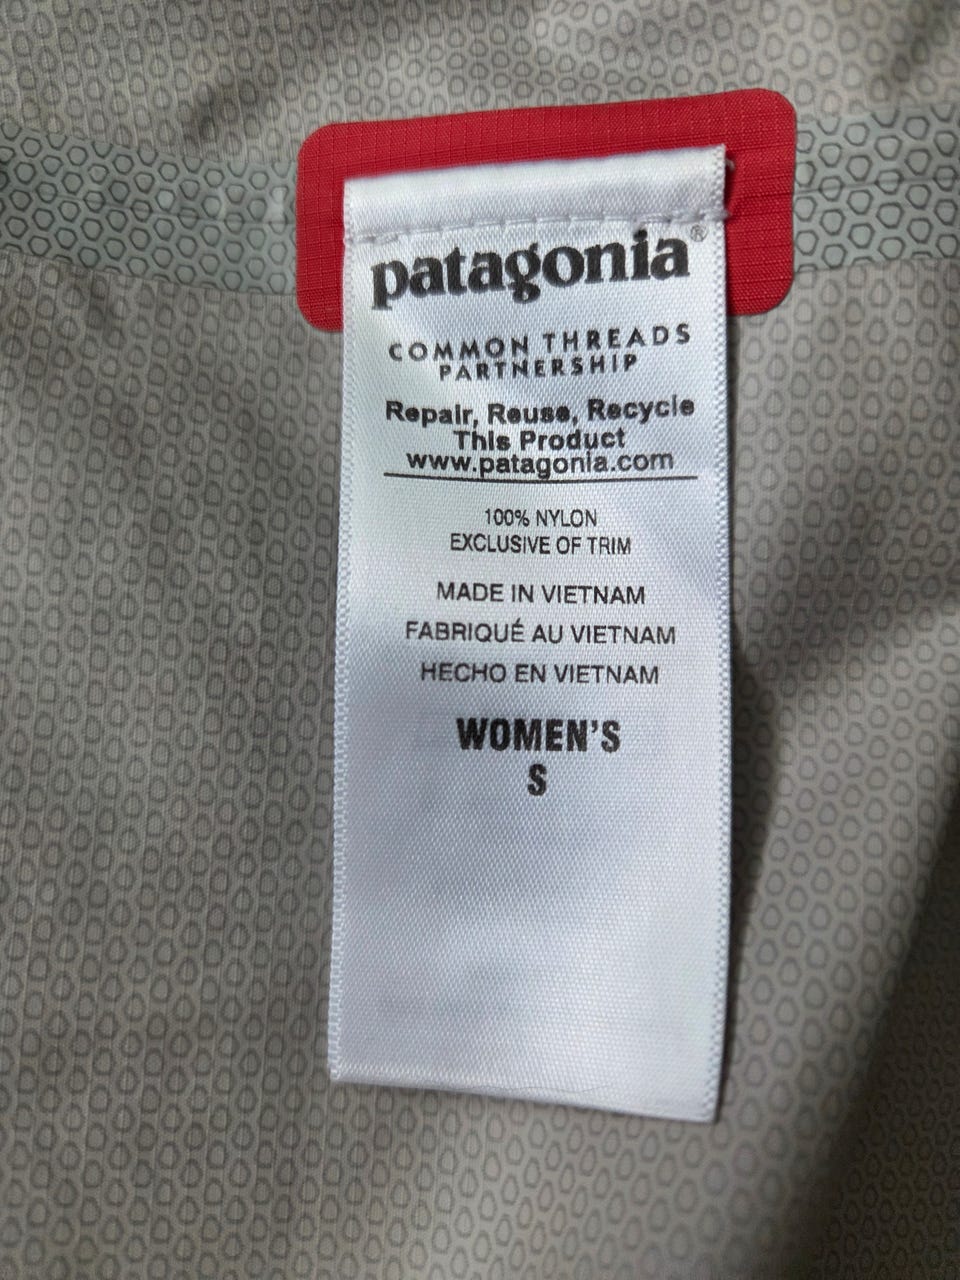 patagonia®
COMMON THREADS
PARTNERSHIP
Repair, Reuse, Recycle
This Product
www.patagonia.com
100% NYLON
EXCLUSIVE OF TRIM
MADE IN VIETNAM
FABRIQUÉ AU VIETNAM
HECHO EN VIETNAM
WOMEN'S
S